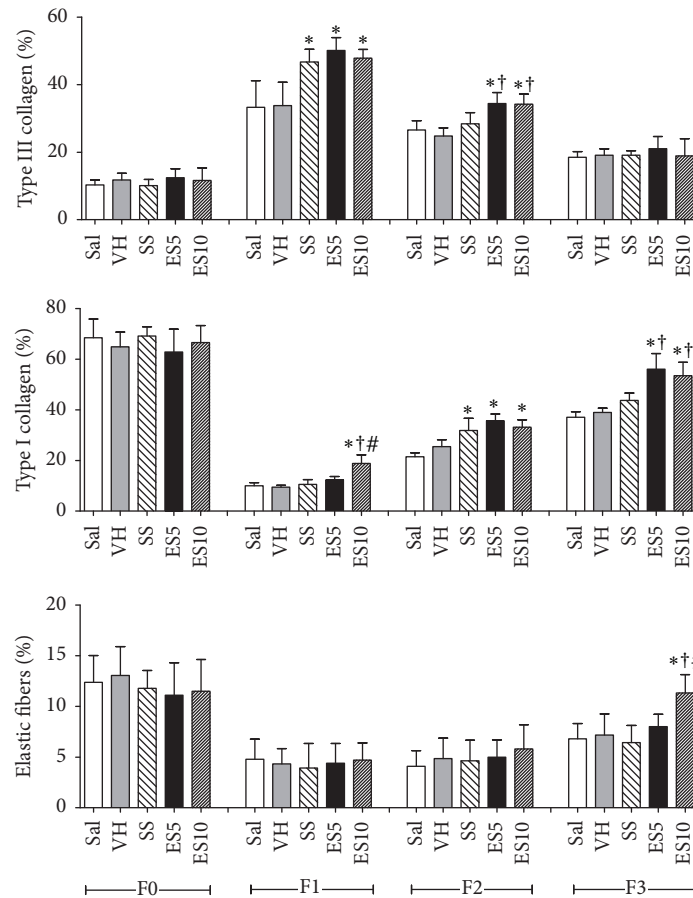 Type III collagen (%)
60
40
20
0
* * *
*† *†
Sal VH SS ES5 ES10 Sal VH SS ES5 ES10 Sal VH SS ES5 ES10 Sal VH SS ES5 ES10
Type I collagen (%)
80
60
40
20
0
*†#
* * *
*† *†
Sal VH SS ES5 ES10 Sal VH SS ES5 ES10 Sal VH SS ES5 ES10 Sal VH SS ES5 ES10
Elastic fibers (%)
20
15
10
5
0
*†
Sal VH SS ES5 ES10 Sal VH SS ES5 ES10 Sal VH SS ES5 ES10 Sal VH SS ES5 ES10
F0 F1 F2 F3